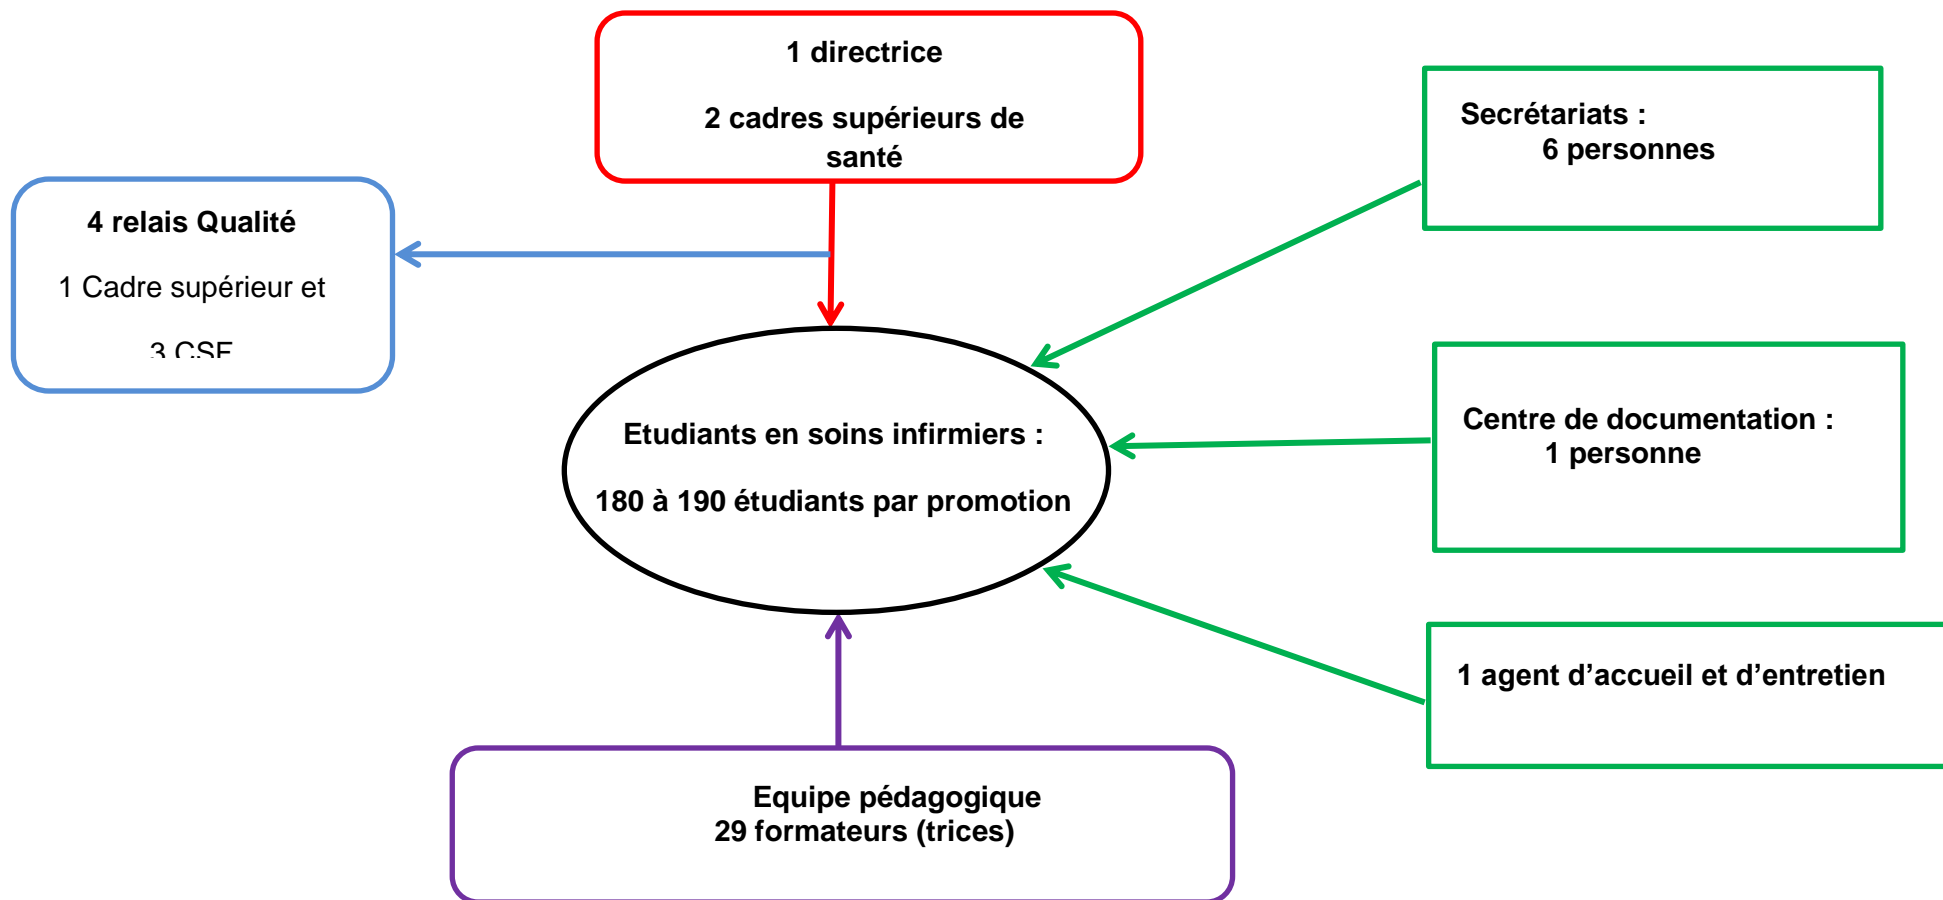 1 directrice
2 cadres supérieurs de
santé
Secrétariats :
6 personnes
4 relais Qualité
1 Cadre supérieur et
3 CSF
Etudiants en soins infirmiers :
180 à 190 étudiants par promotion
Centre de documentation :
1 personne
1 agent d’accueil et d’entretien
Equipe pédagogique
29 formateurs (trices)